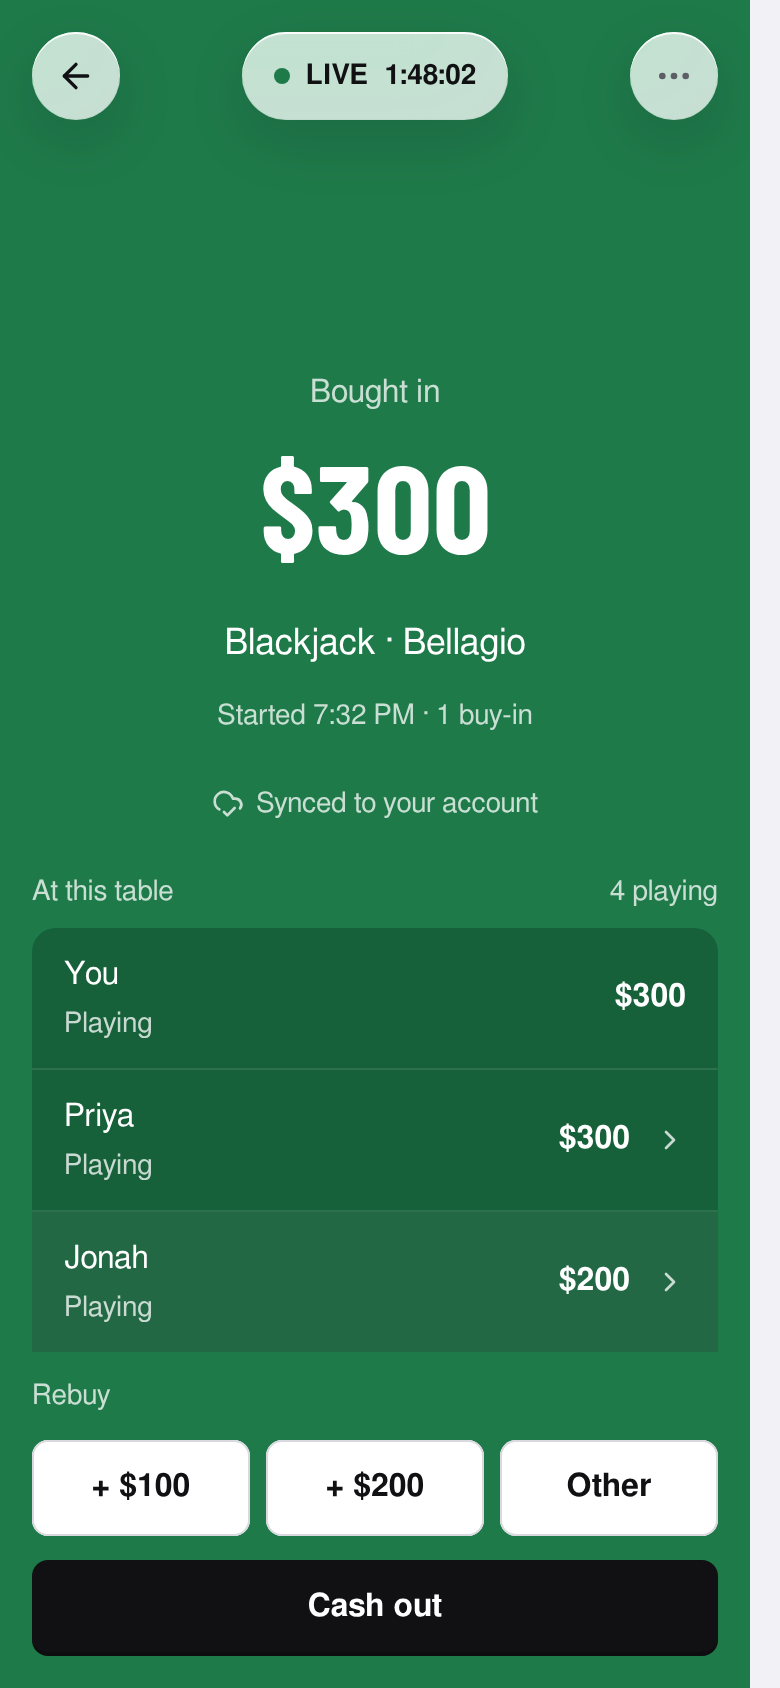 LIVE 1:48:02
Bought in
$300
Blackjack · Bellagio
Started 7:32 PM · 1 buy-in
Synced to your account
At this table 4 playing
You
$300
Playing
Priya
$300
Playing
Jonah
$200
Playing
Rebuy
+ $100 + $200 Other
Cash out